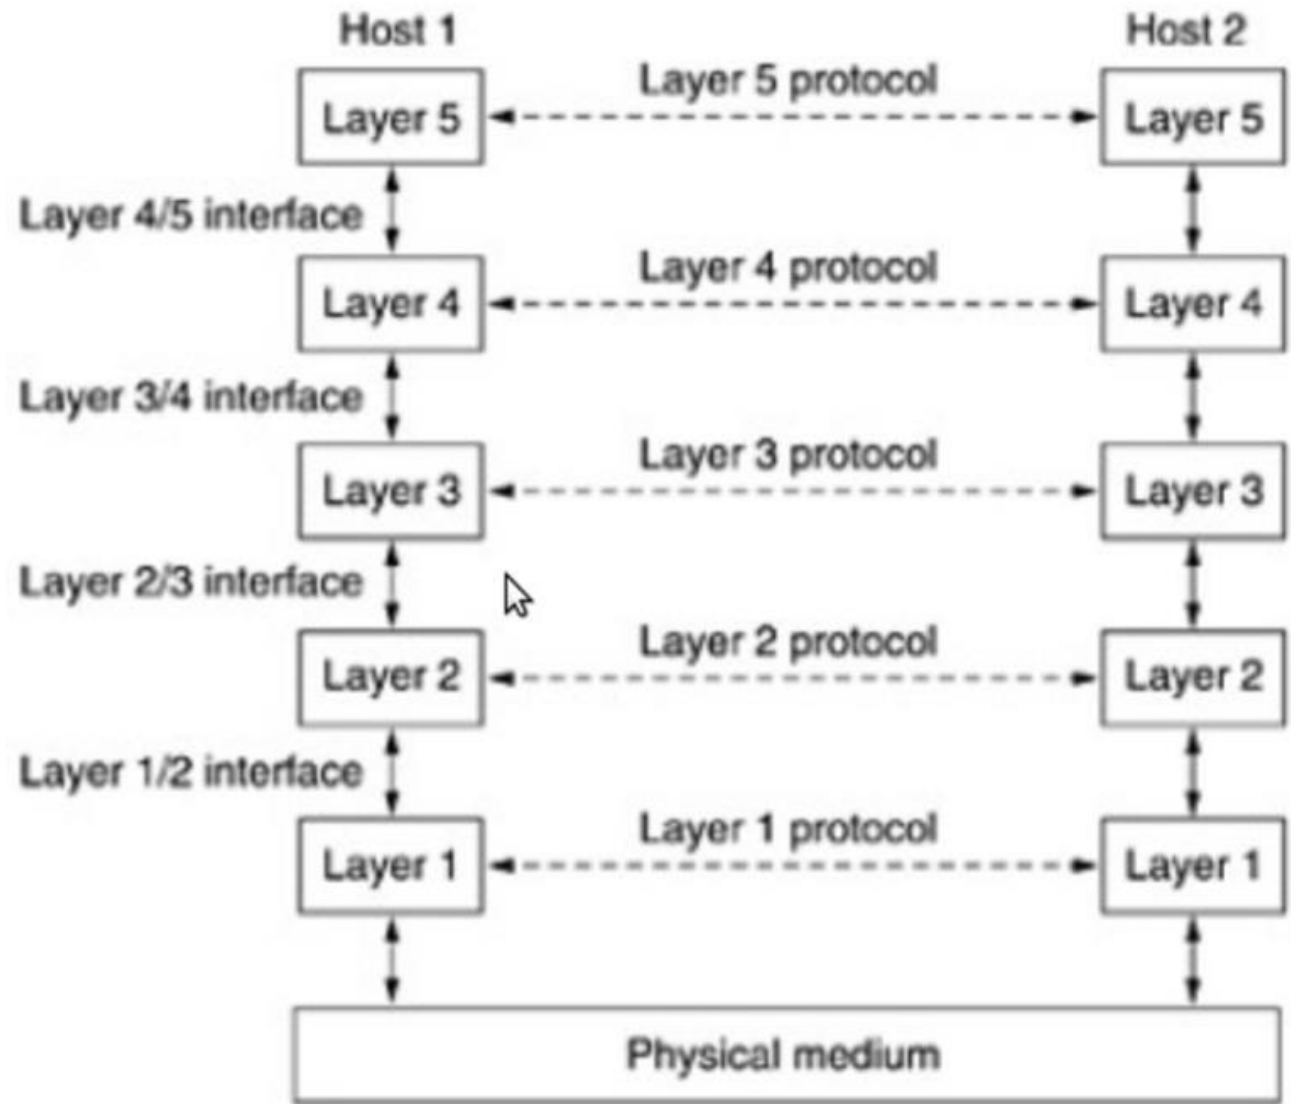 Host 1
Host 2
Layer 5 protocol
Layer 5
Layer 5
Layer 4/5 interface
Layer 4 protocol
Layer 4
Layer 4
Layer 3/4 interface
Layer 3 protocol
Layer 3
Layer 3
Layer 2/3 interface
Layer 2 protocol
Layer 2
Layer 2
Layer 1/2 interface
Layer 1 protocol
Layer 1
Layer 1
Physical medium